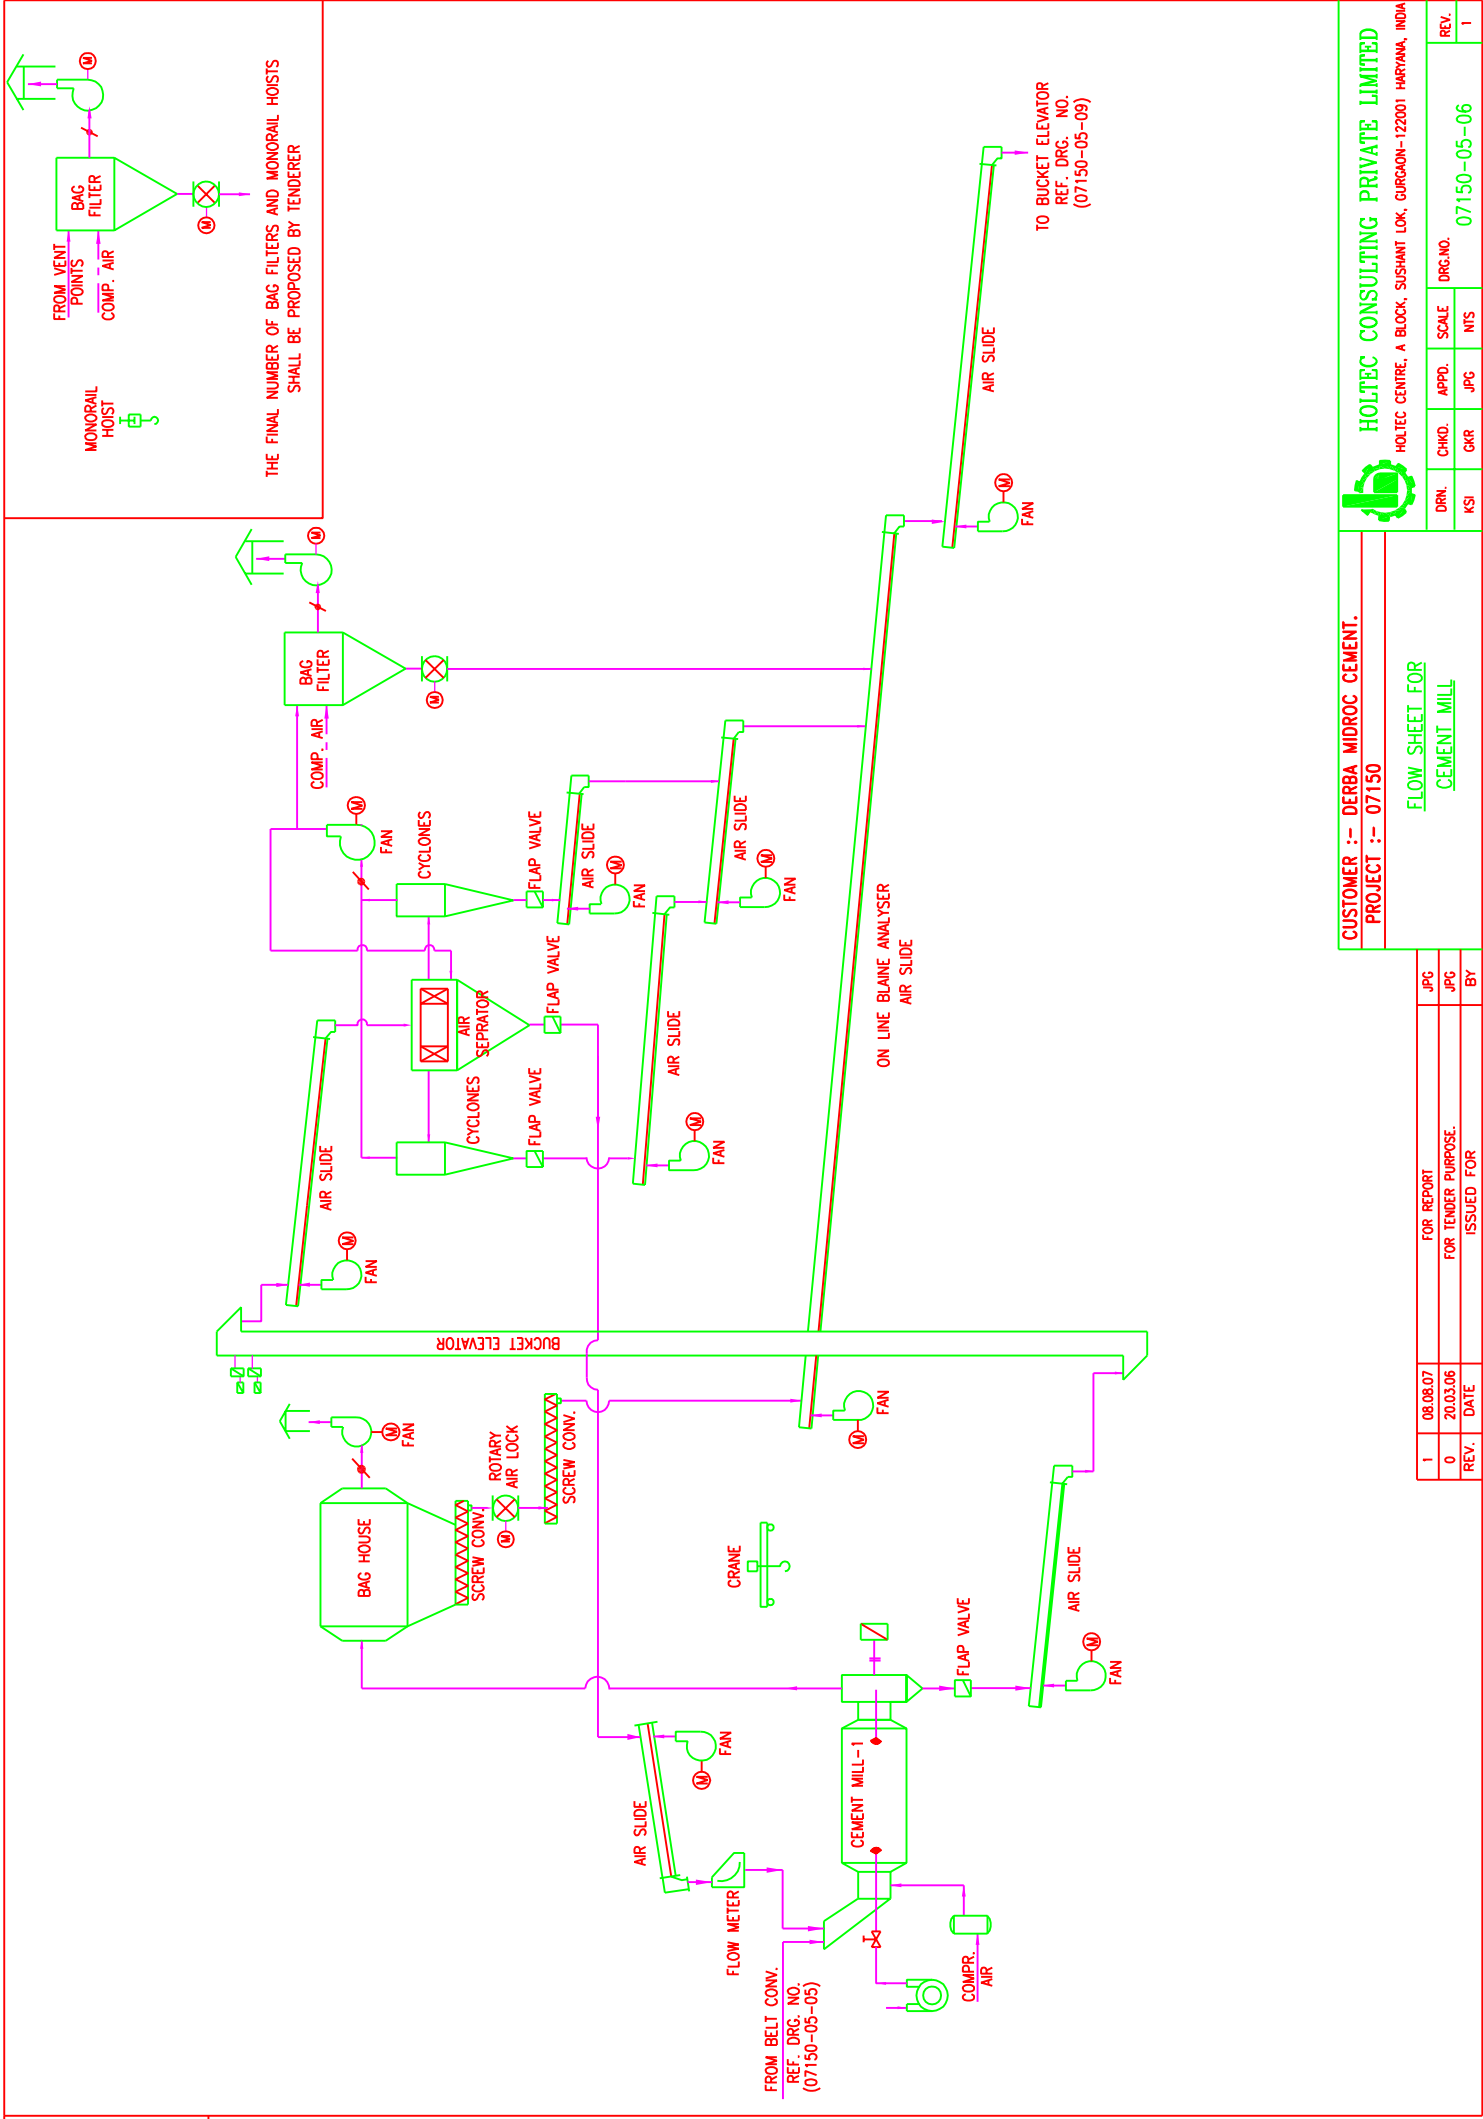 FROM VENT
POINTS
COMP. AIR
BAG
FILTER
M
M
MONORAIL
HOIST
THE FINAL NUMBER OF BAG FILTERS AND MONORAIL HOISTS
SHALL BE PROPOSED BY TENDERER
BAG HOUSE
M
FAN
SCREW CONV.
ROTARY
AIR LOCK
M
SCREW CONV.
BUCKET ELEVATOR
AIR SLIDE
M
FAN
CYCLONES
FLAP VALVE
AIR
SEPRATOR
FLAP VALVE
CYCLONES
FLAP VALVE
M
FAN
COMP. AIR
BAG
FILTER
M
M
AIR SLIDE
M
FAN
AIR SLIDE
M
FAN
AIR SLIDE
M
FAN
ON LINE BLAINE ANALYSER
AIR SLIDE
M
FAN
AIR SLIDE
M
FAN
TO BUCKET ELEVATOR
REF. DRG. NO.
(07150-05-09)
CRANE
AIR SLIDE
M
FAN
FLOW METER
FROM BELT CONV.
REF. DRG. NO.
(07150-05-05)
CEMENT MILL-1
COMPR.
AIR
FLAP VALVE
AIR SLIDE
M
FAN
1 08.08.07 FOR REPORT JPG
0 20.03.06 FOR TENDER PURPOSE. JPG
REV. DATE ISSUED FOR BY
CUSTOMER :- DERBA MIDROC CEMENT.
PROJECT :- 07150
FLOW SHEET FOR
CEMENT MILL
HOLTEC CONSULTING PRIVATE LIMITED
HOLTEC CENTRE, A BLOCK, SUSHANT LOK, GURGAON-122001 HARYANA, INDIA
DRN. CHKD. APPD. SCALE DRG.NO. REV.
KSI GKR JPG NTS 07150-05-06 1